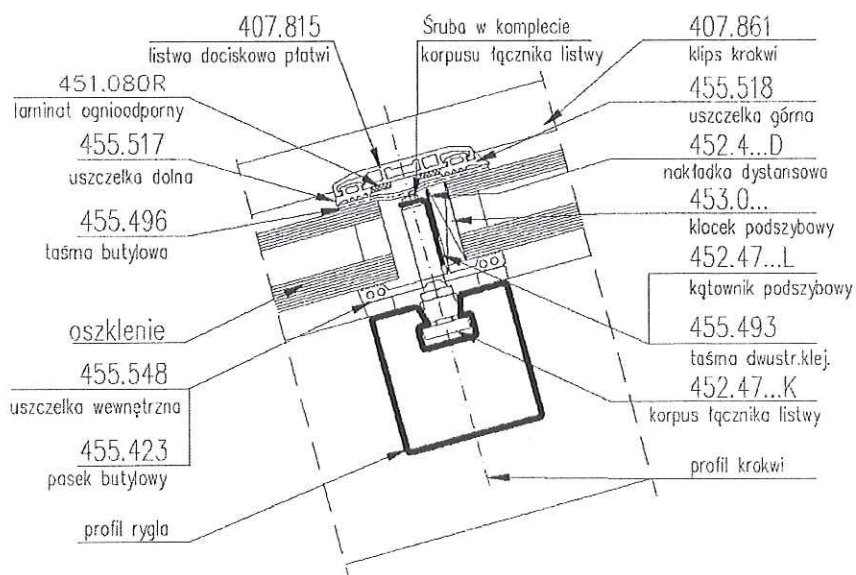 407.815
listwa dociskowa płatwi
451.080R
laminat ognioodporny
455.517
uszczelka dolna
455.496
taśma butylowa
oszklenie
455.548
uszczelka wewnętrzna
455.423
pasek butylowy
profil rygla
Śruba w komplecie
korpusu łącznika listwy
407.861
klips krokwi
455.518
uszczelka górna
452.4...D
nakładka dystansowa
453.0...
klocek podszybowy
452.47...L
kątownik podszybowy
455.493
taśma dwustr.klej.
452.47...K
korpus łącznika listwy
profil krokwi